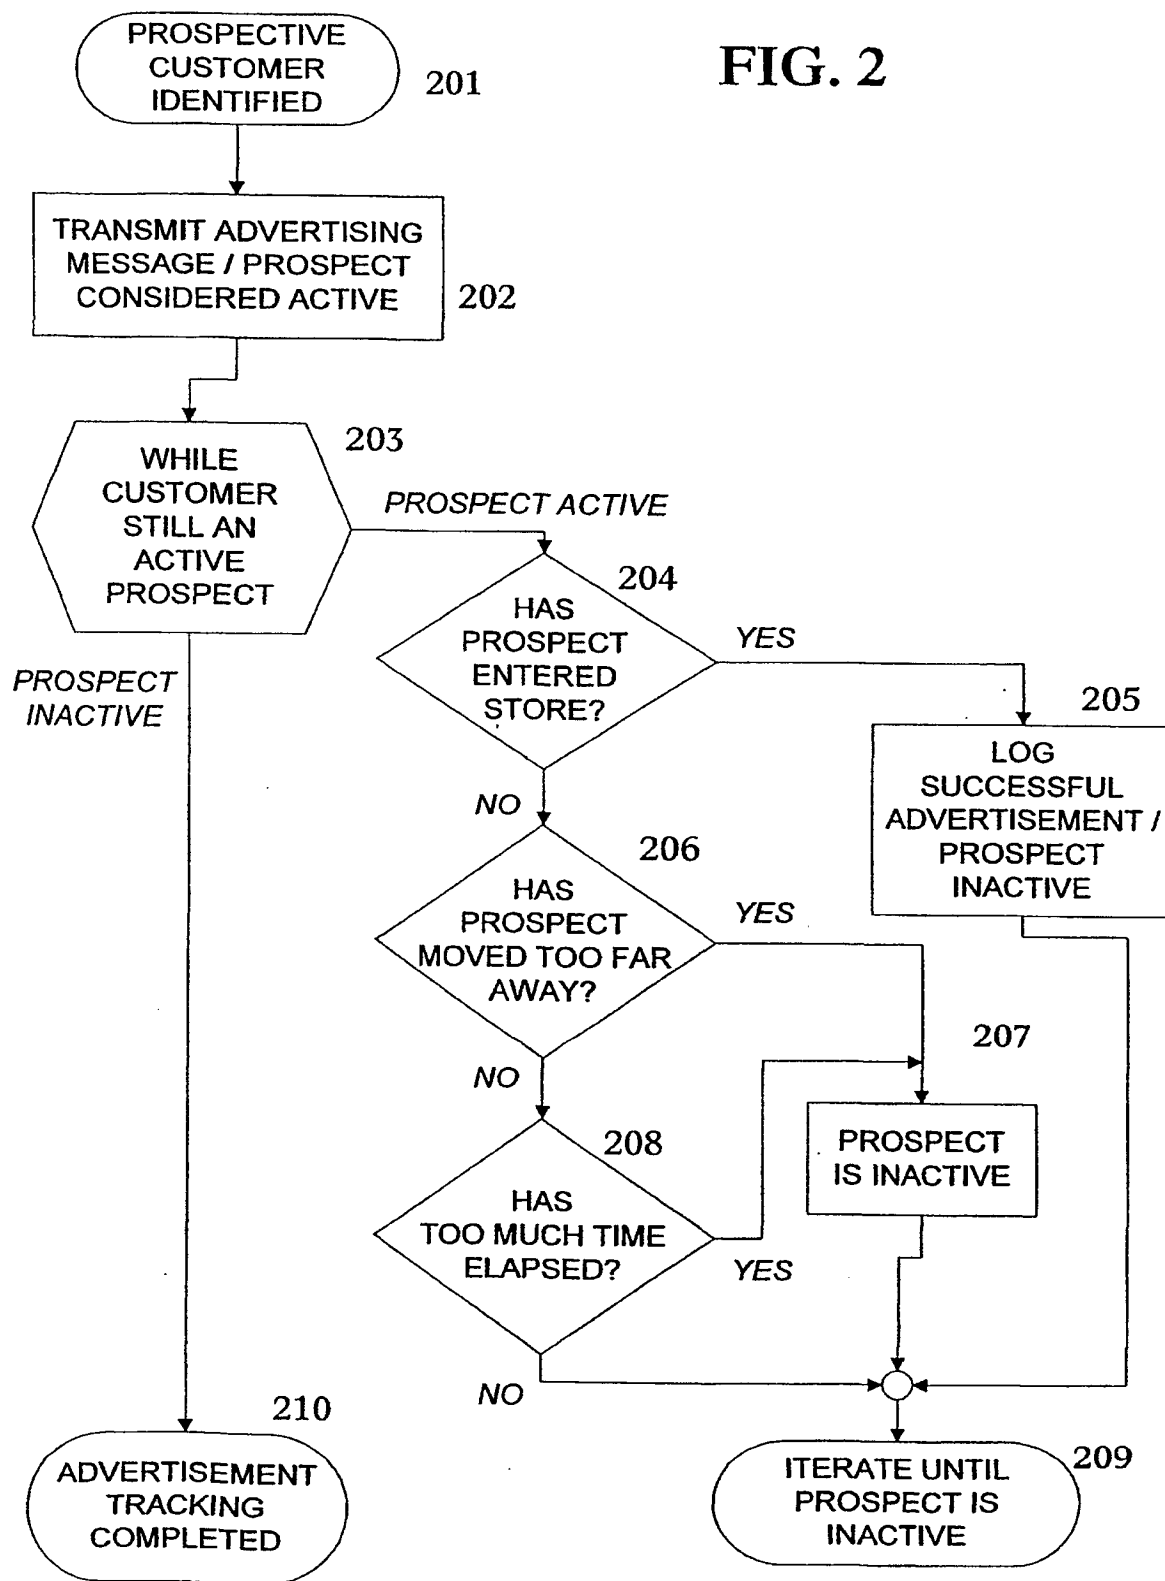 PROSPECTIVE
CUSTOMER
IDENTIFIED
201
FIG. 2
TRANSMIT ADVERTISING
MESSAGE / PROSPECT
CONSIDERED ACTIVE
202
203
WHILE
CUSTOMER
STILL AN
ACTIVE
PROSPECT
PROSPECT ACTIVE
204
HAS
PROSPECT
ENTERED
STORE?
YES
PROSPECT
INACTIVE
205
LOG
SUCCESSFUL
ADVERTISEMENT /
PROSPECT
INACTIVE
NO
206
HAS
PROSPECT
MOVED TOO FAR
AWAY?
YES
207
NO
PROSPECT
IS INACTIVE
208
HAS
TOO MUCH TIME
ELAPSED?
YES
NO
210
ADVERTISEMENT
TRACKING
COMPLETED
209
ITERATE UNTIL
PROSPECT IS
INACTIVE